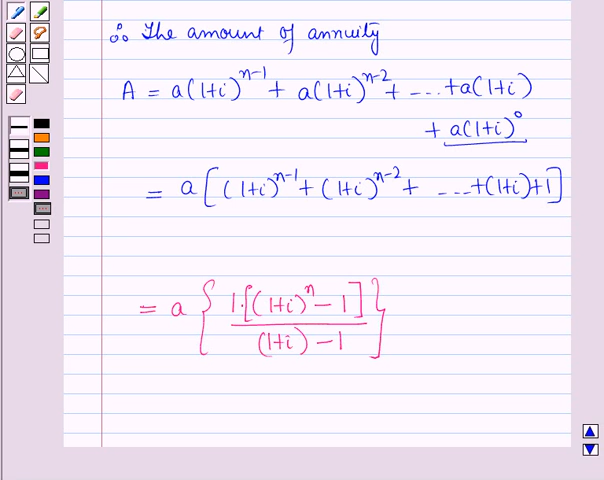 ∴ The amount of annuity
A = a(1+i)^{n-1} + a(1+i)^{n-2} + ....+a(1+i)
+ a(1+i)^0
= a[(1+i)^{n-1} + (1+i)^{n-2} + ....+(1+i)+1]
= a { 1·[(1+i)^n - 1] / (1+i) - 1 }